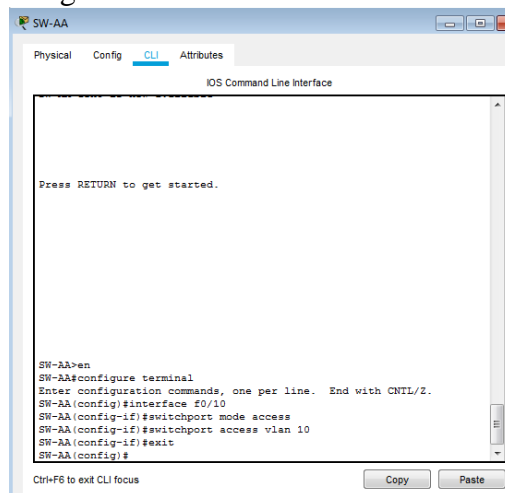 SW-AA
Physical Config CLI Attributes
IOS Command Line Interface
Press RETURN to get started.
SW-AA>en
SW-AA#configure terminal
Enter configuration commands, one per line. End with CNTL/Z.
SW-AA(config)#interface f0/10
SW-AA(config-if)#switchport mode access
SW-AA(config-if)#switchport access vlan 10
SW-AA(config-if)#exit
SW-AA(config)#
Ctrl+F6 to exit CLI focus
Copy Paste